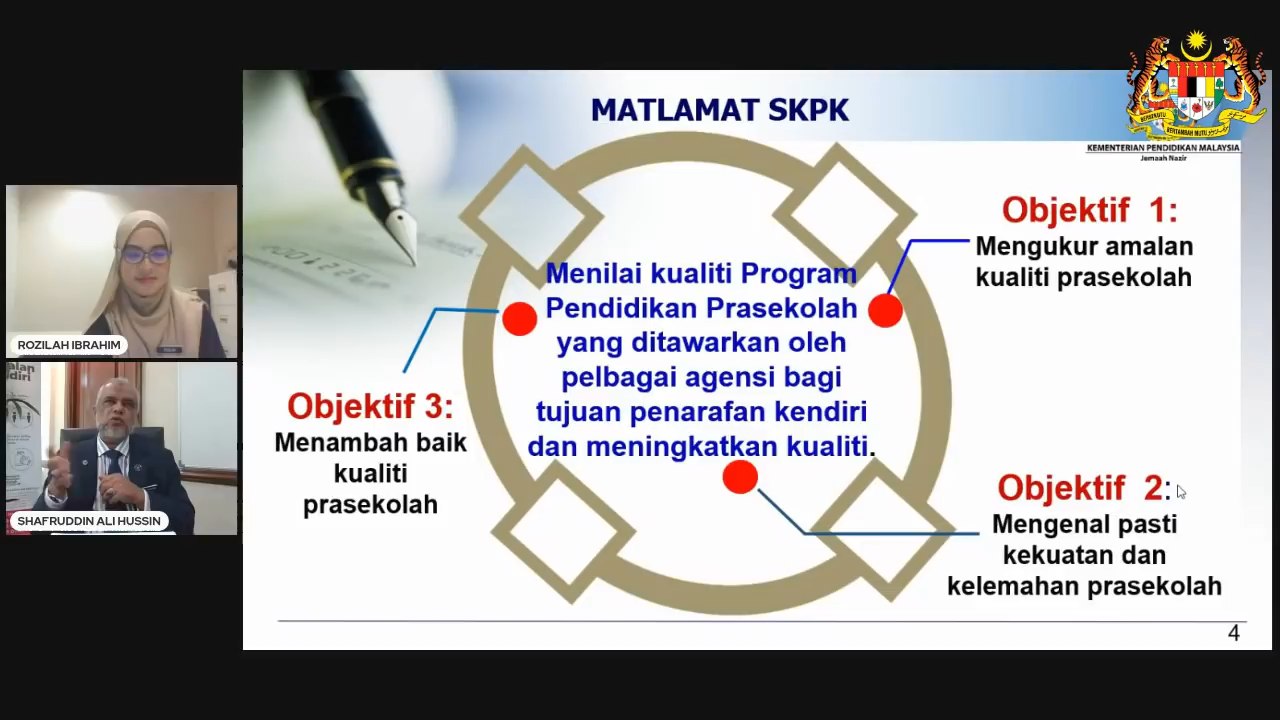 MATLAMAT SKPK
BERTAMBAH MUTU
KEMENTERIAN PENDIDIKAN MALAYSIA
Jemaah Nazir
Objektif 1:
Mengukur amalan
kualiti prasekolah
Menilai kualiti Program
Pendidikan Prasekolah
yang ditawarkan oleh
pelbagai agensi bagi
tujuan penarafan kendiri
dan meningkatkan kualiti.
Objektif 3:
Menambah baik
kualiti
prasekolah
Objektif 2:
Mengenal pasti
kekuatan dan
kelemahan prasekolah
4
ROZILAH IBRAHIM
SHAFRUDDIN ALI HUSSIN